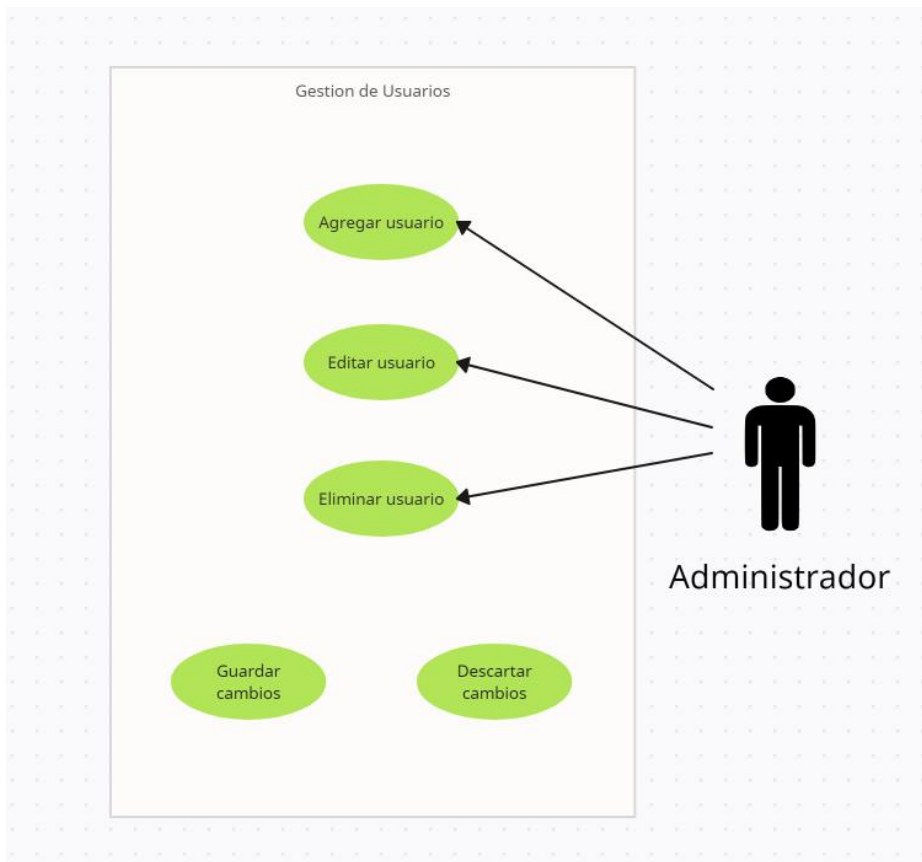 Gestion de Usuarios
Agregar usuario
Editar usuario
Eliminar usuario
Administrador
Guardar
cambios
Descartar
cambios